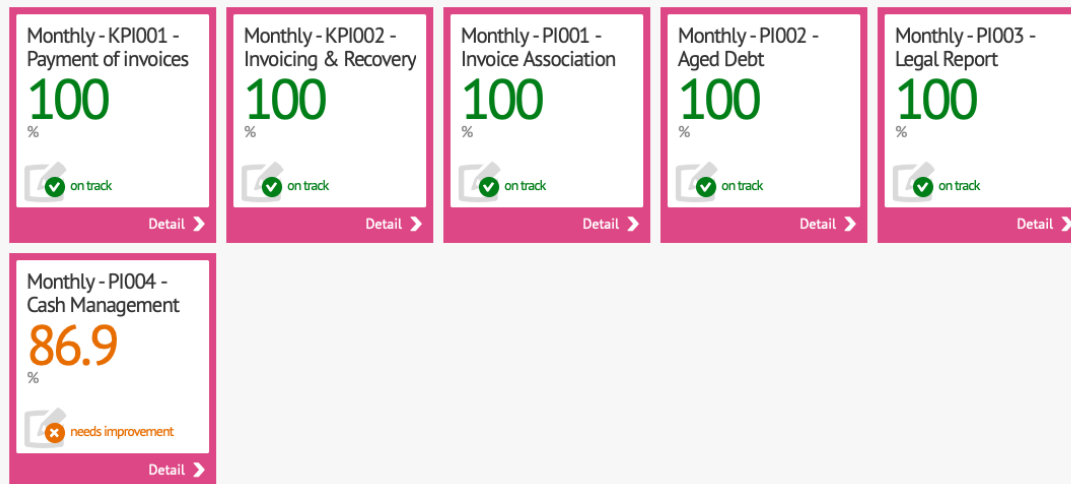 Monthly - KPI001 -
Payment of invoices
100
%
on track
Detail
Monthly - KPI002 -
Invoicing & Recovery
100
%
on track
Detail
Monthly - PI001 -
Invoice Association
100
%
on track
Detail
Monthly - PI002 -
Aged Debt
100
%
on track
Detail
Monthly - PI003 -
Legal Report
100
%
on track
Detail
Monthly - PI004 -
Cash Management
86.9
%
needs improvement
Detail